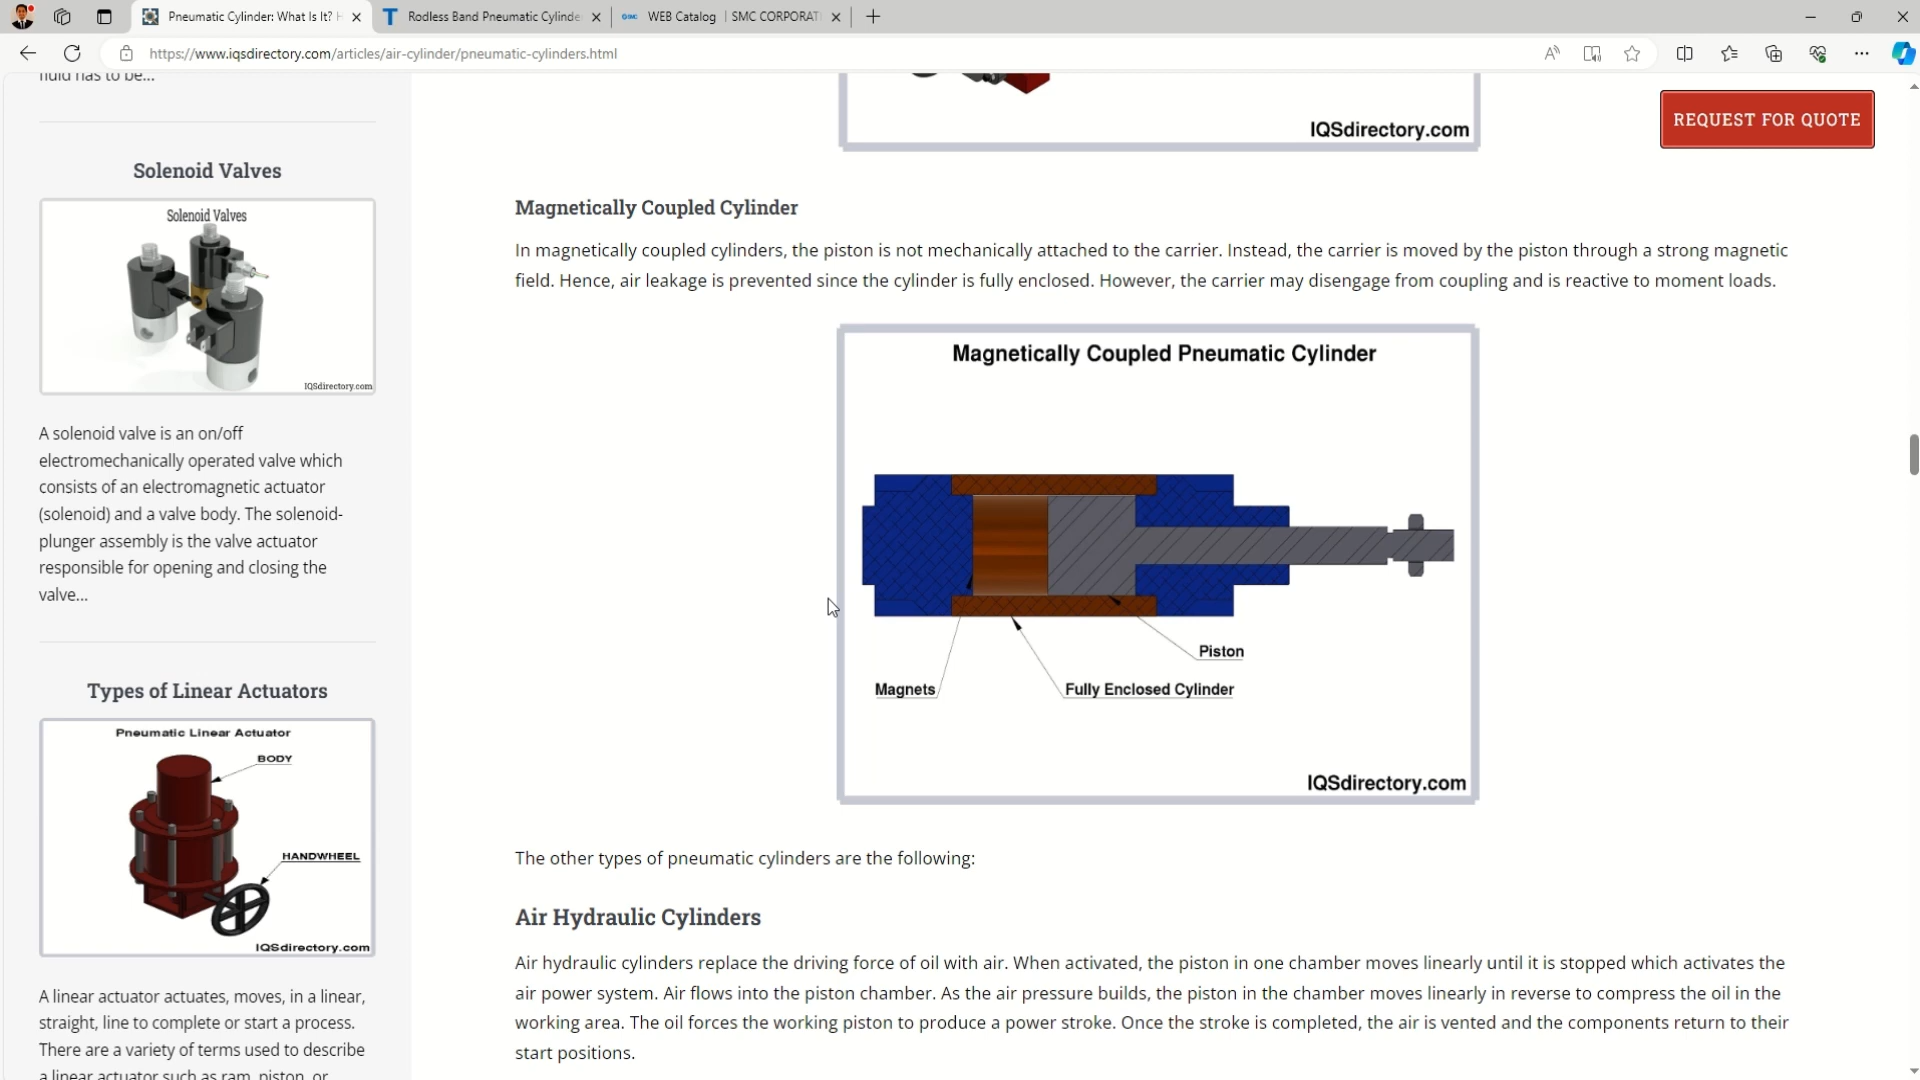 Pneumatic Cylinder: What Is It? H
Rodless Band Pneumatic Cylinde
SMC
WEB Catalog | SMC CORPORAT
https://www.iqsdirectory.com/articles/air-cylinder/pneumatic-cylinders.html
fluid has to be...
Solenoid Valves
Solenoid Valves
IQSdirectory.com
A solenoid valve is an on/off
electromechanically operated valve which
consists of an electromagnetic actuator
(solenoid) and a valve body. The solenoid-
plunger assembly is the valve actuator
responsible for opening and closing the
valve...
Types of Linear Actuators
Pneumatic Linear Actuator
BODY
HANDWHEEL
IQSdirectory.com
A linear actuator actuates, moves, in a linear,
straight, line to complete or start a process.
There are a variety of terms used to describe
a linear actuator such as ram, piston, or
IQSdirectory.com
REQUEST FOR QUOTE
Magnetically Coupled Cylinder
In magnetically coupled cylinders, the piston is not mechanically attached to the carrier. Instead, the carrier is moved by the piston through a strong magnetic
field. Hence, air leakage is prevented since the cylinder is fully enclosed. However, the carrier may disengage from coupling and is reactive to moment loads.
Magnetically Coupled Pneumatic Cylinder
Piston
Magnets
Fully Enclosed Cylinder
IQSdirectory.com
The other types of pneumatic cylinders are the following:
Air Hydraulic Cylinders
Air hydraulic cylinders replace the driving force of oil with air. When activated, the piston in one chamber moves linearly until it is stopped which activates the
air power system. Air flows into the piston chamber. As the air pressure builds, the piston in the chamber moves linearly in reverse to compress the oil in the
working area. The oil forces the working piston to produce a power stroke. Once the stroke is completed, the air is vented and the components return to their
start positions.